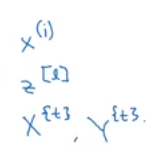 x^(i)
z^[l]
X^{t}, Y^{t}.